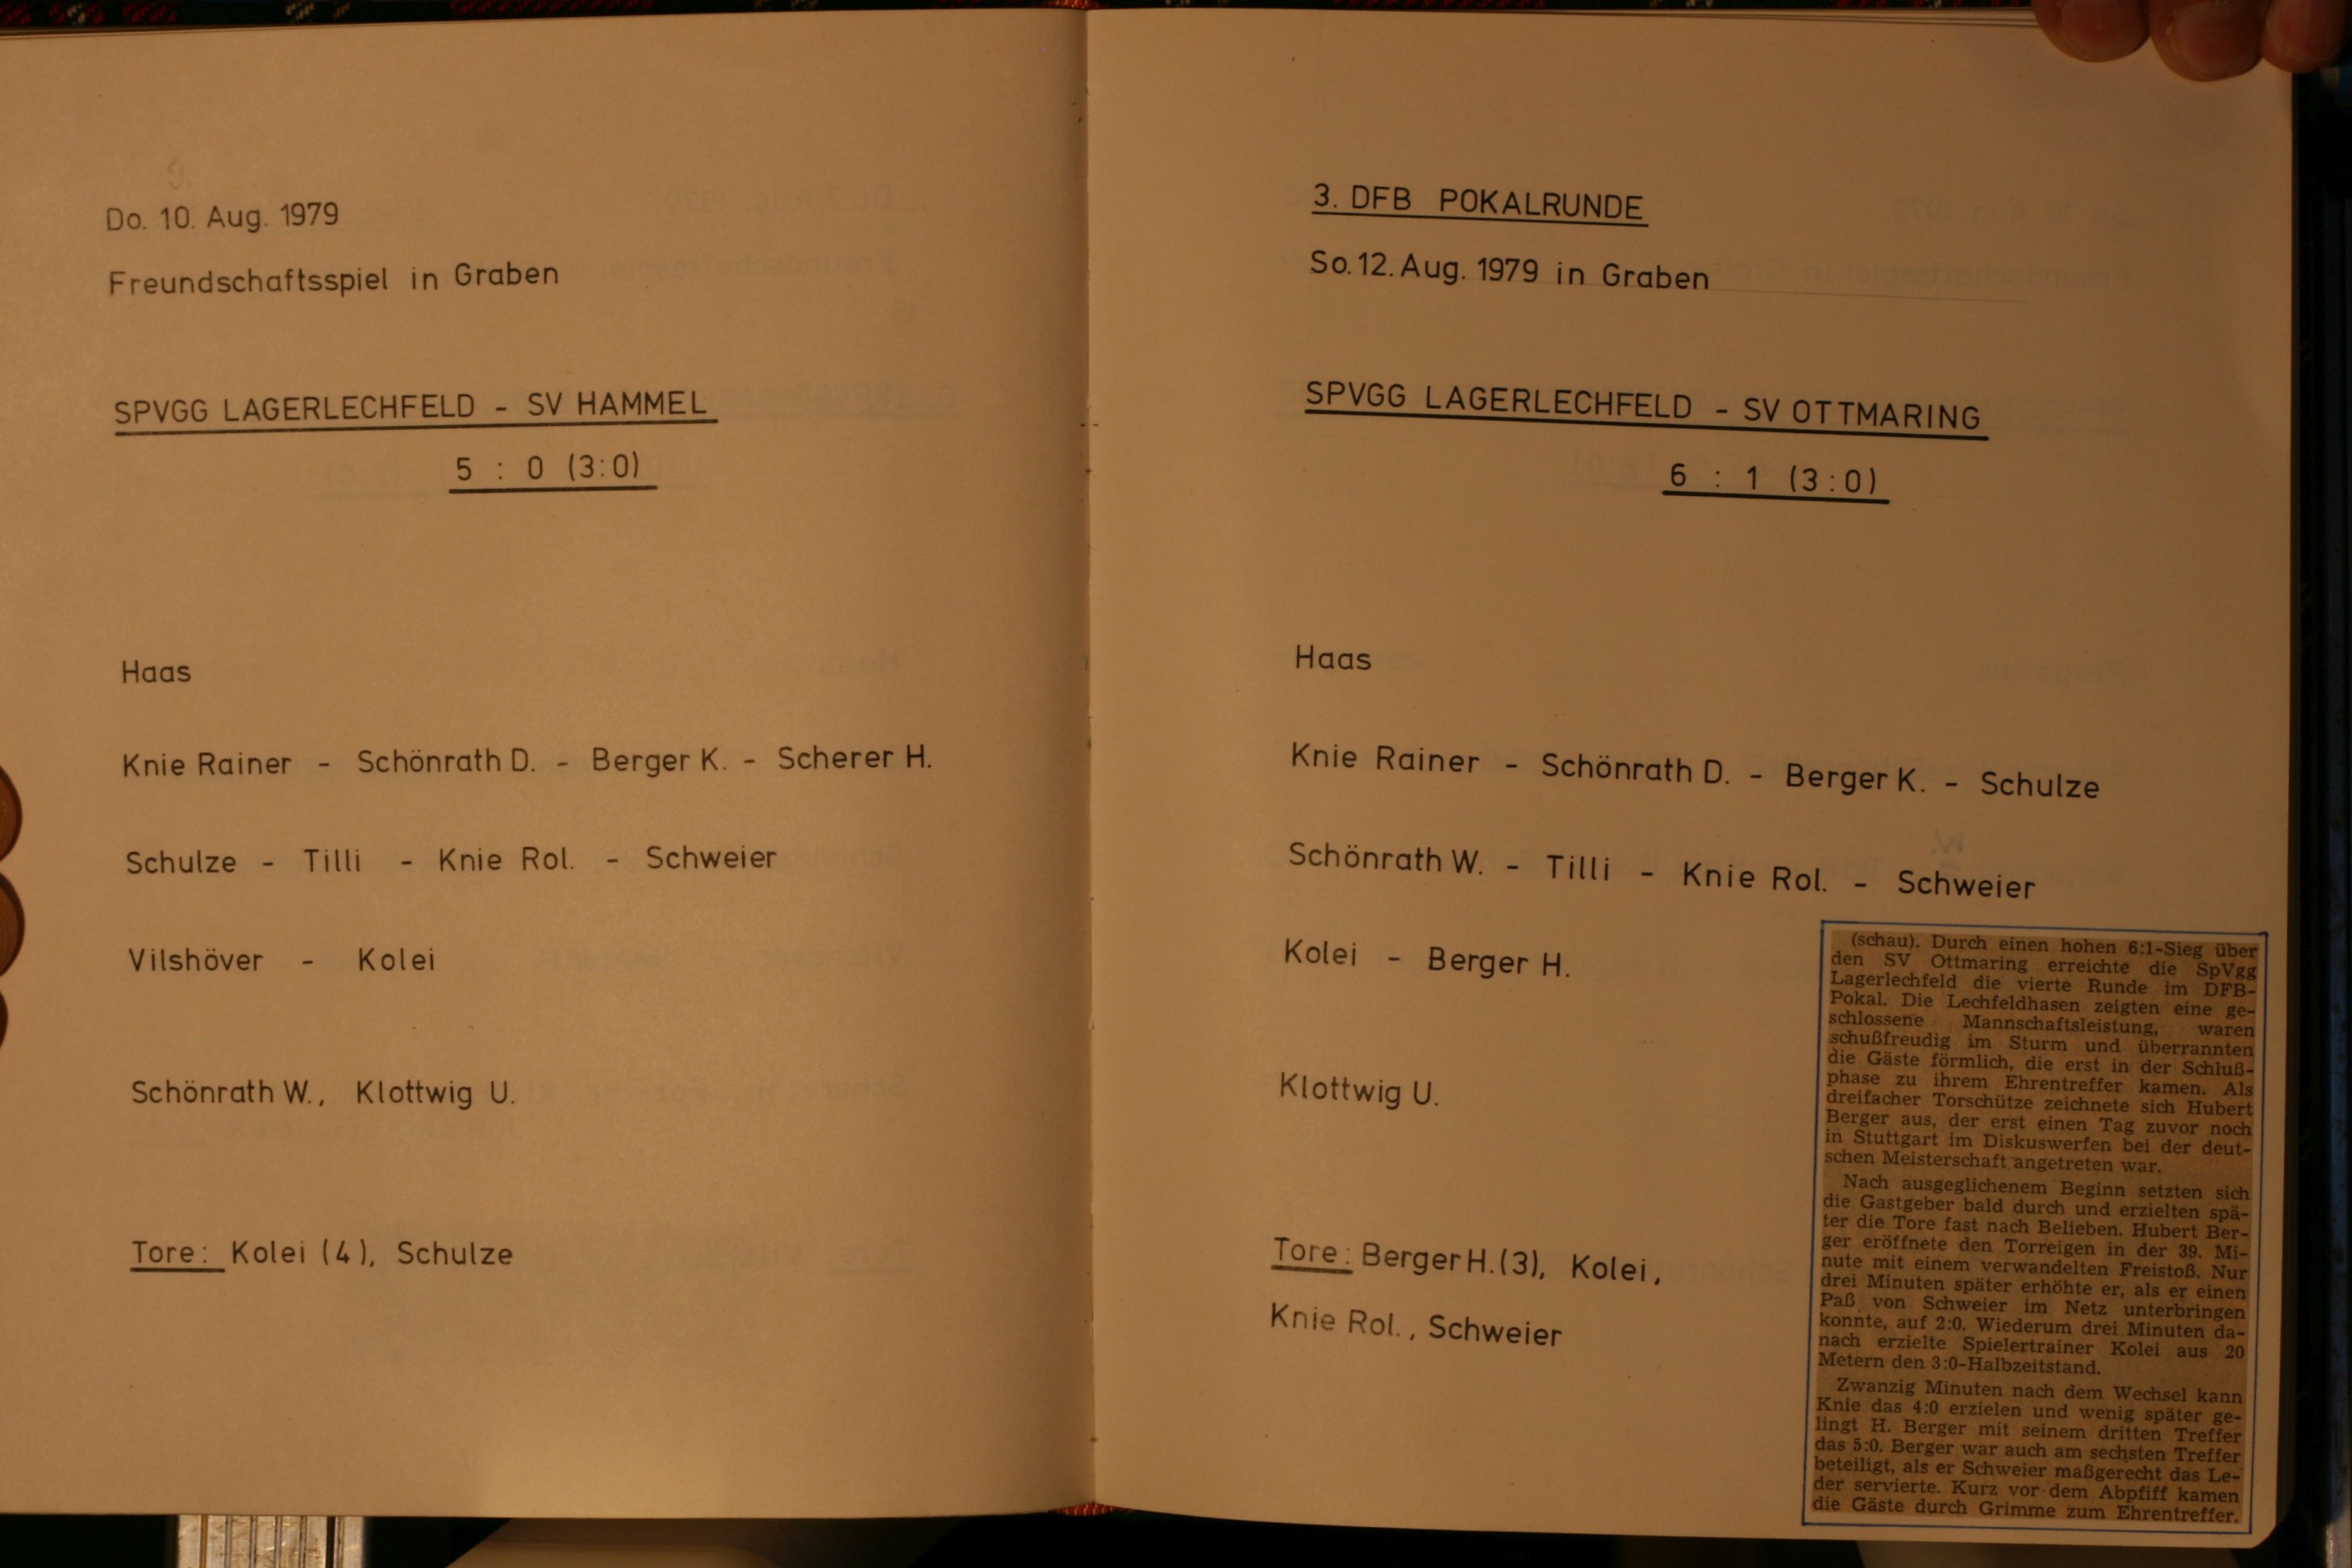 9.
Do. 10. Aug. 1979
Freundschaftsspiel in Graben
SPVGG LAGERLECHFELD - SV HAMMEL
5 : 0 (3:0)
Haas
Knie Rainer - Schönrath D. - Berger K. - Scherer H.
Schulze - Tilli - Knie Rol. - Schweier
Vilshöver - Kolei
Schönrath W., Klottwig U.
Tore: Kolei (4), Schulze
3. DFB POKALRUNDE
So. 12. Aug. 1979 in Graben
SPVGG LAGERLECHFELD - SV OTTMARING
6 : 1 (3:0)
Haas
Knie Rainer - Schönrath D. - Berger K. - Schulze
Schönrath W. - Tilli - Knie Rol. - Schweier
Kolei - Berger H.
Klottwig U.
Tore: Berger H. (3), Kolei,
Knie Rol., Schweier
(schau). Durch einen hohen 6:1-Sieg über
den SV Ottmaring erreichte die SpVgg
Lagerlechfeld die vierte Runde im DFB-
Pokal. Die Lechfeldhasen zeigten eine ge-
schlossene Mannschaftsleistung, waren
schußfreudig im Sturm und überrannten
die Gäste förmlich, die erst in der Schluß-
phase zu ihrem Ehrentreffer kamen. Als
dreifacher Torschütze zeichnete sich Hubert
Berger aus, der erst einen Tag zuvor noch
in Stuttgart im Diskuswerfen bei der deut-
schen Meisterschaft angetreten war.
Nach ausgeglichenem Beginn setzten sich
die Gastgeber bald durch und erzielten spä-
ter die Tore fast nach Belieben. Hubert Ber-
ger eröffnete den Torreigen in der 39. Mi-
nute mit einem verwandelten Freistoß. Nur
drei Minuten später erhöhte er, als er einen
Paß von Schweier im Netz unterbringen
konnte, auf 2:0. Wiederum drei Minuten da-
nach erzielte Spielertrainer Kolei aus 20
Metern den 3:0-Halbzeitstand.
Zwanzig Minuten nach dem Wechsel kann
Knie das 4:0 erzielen und wenig später ge-
lingt H. Berger mit seinem dritten Treffer
das 5:0. Berger war auch am sechsten Treffer
beteiligt, als er Schweier maßgerecht das Le-
der servierte. Kurz vor dem Abpfiff kamen
die Gäste durch Grimme zum Ehrentreffer.